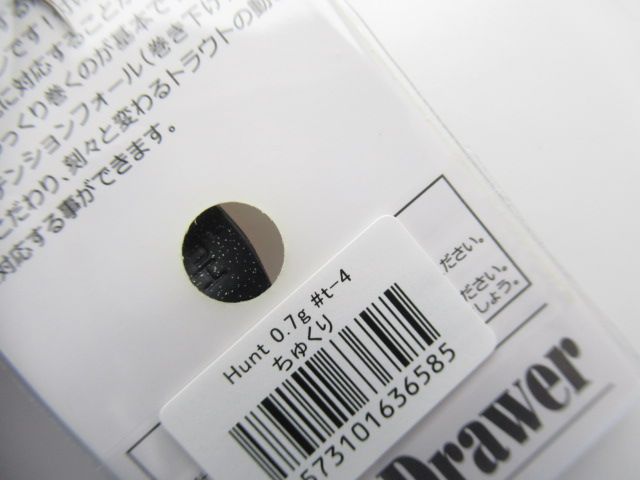 ンです!
に対応することが
っくり巻くのが基本で
テンションフォール(巻き下げ
こだわり、刻々と変わるトラウトの動
対応する事ができます。
Hunt 0.7g #t-4
ちゅくり
573101636585
ださい。
ださい。
しょう。
Drawer